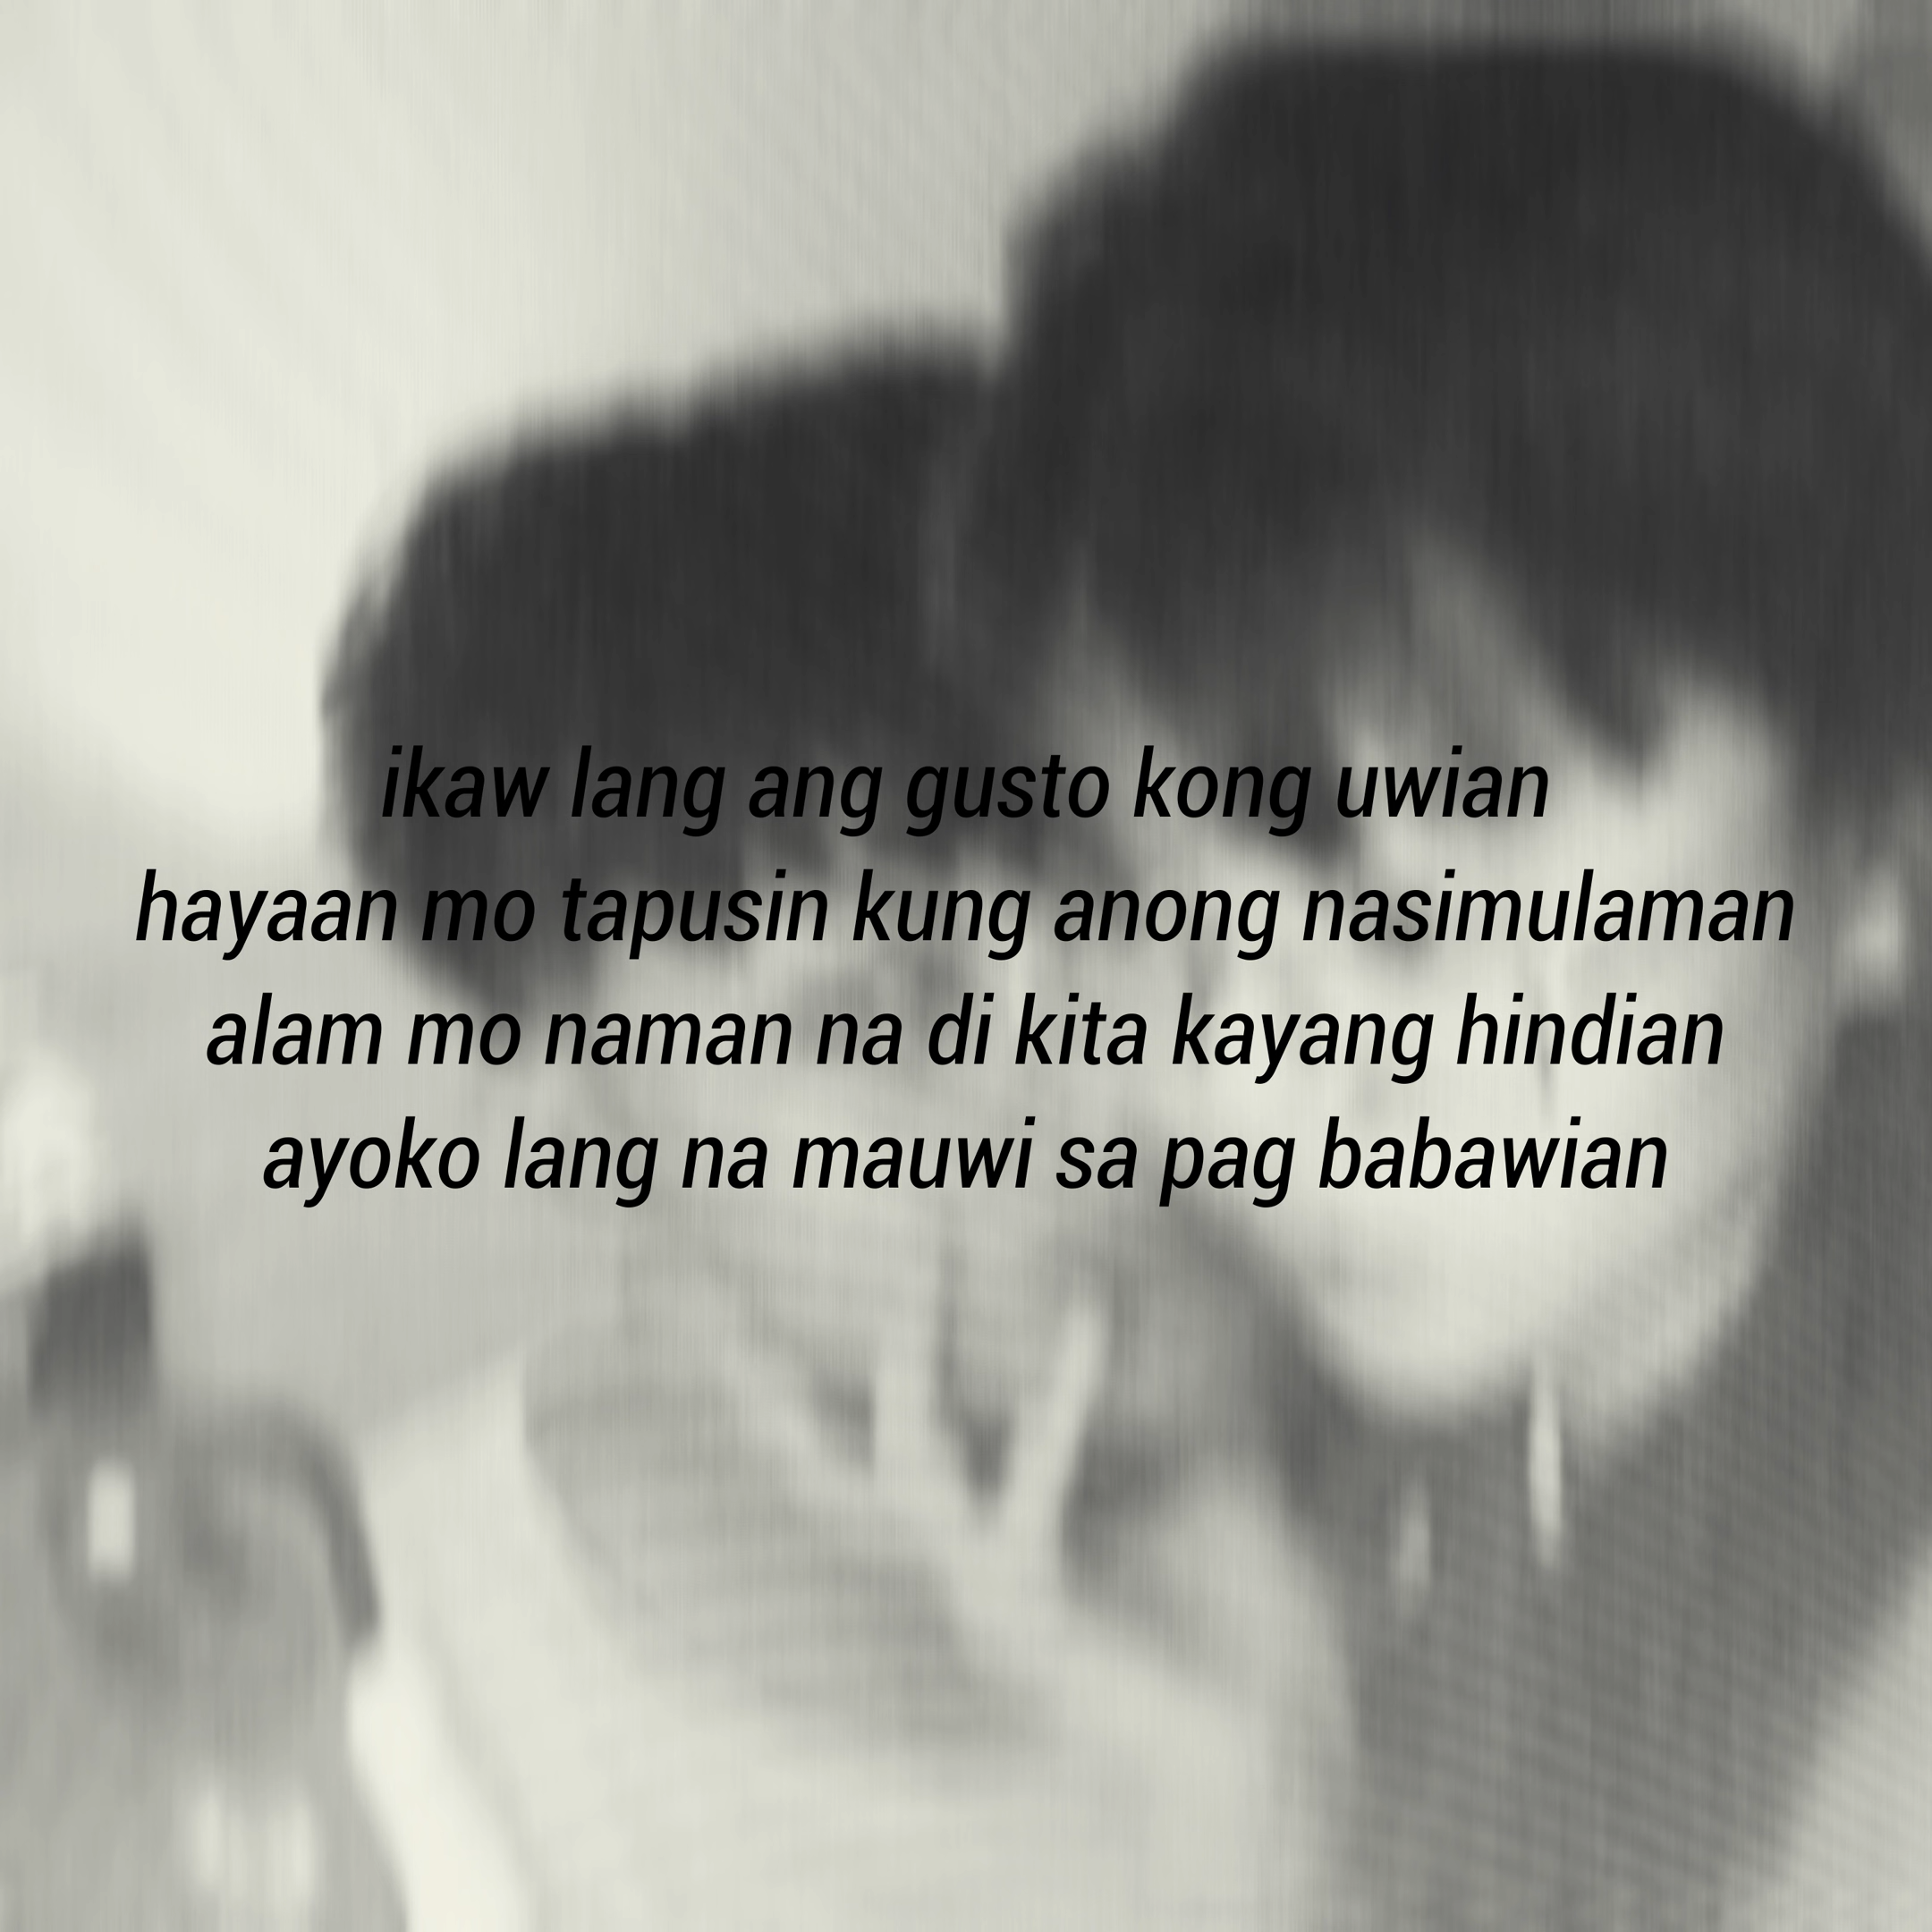 ikaw lang ang gusto kong uwian
hayaan mo tapusin kung anong nasimulaman
alam mo naman na di kita kayang hindian
ayoko lang na mauwi sa pag babawian